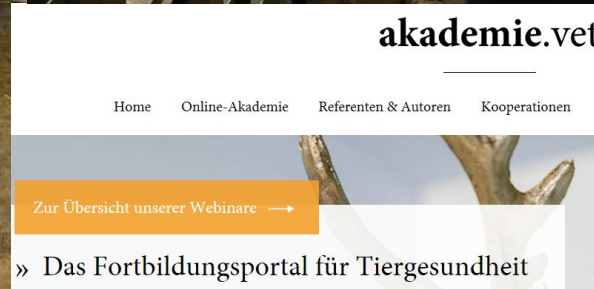 akademie.vet
Home Online-Akademie Referenten & Autoren Kooperationen
Zur Übersicht unserer Webinare →
» Das Fortbildungsportal für Tiergesundheit